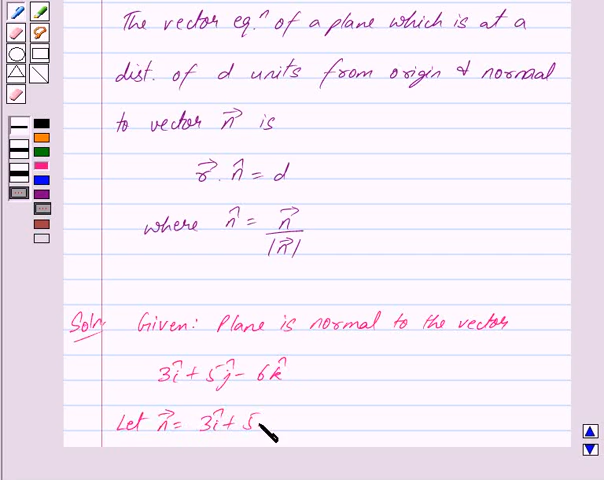 The vector eq.ⁿ of a plane which is at a
dist. of d units from origin & normal
to vector n⃗ is
r⃗ . n̂ = d
where n̂ = n⃗ / |n⃗|
Soln. Given: Plane is normal to the vector
3î + 5ĵ - 6k̂
Let n⃗ = 3î + 5